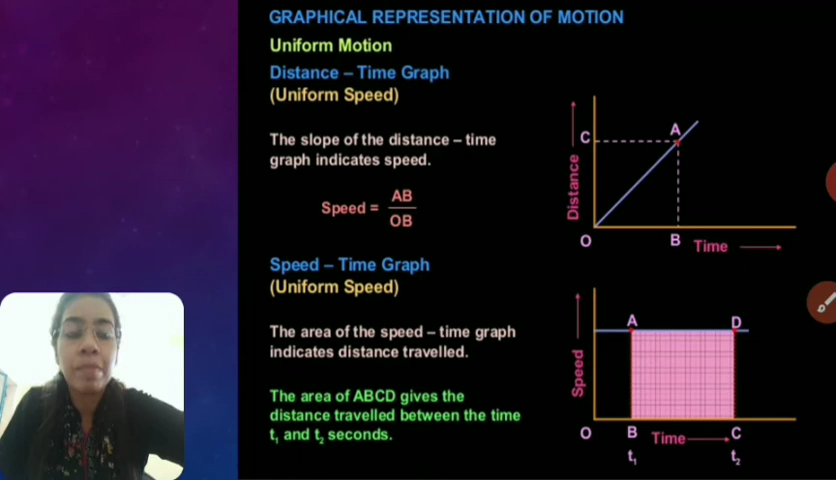 GRAPHICAL REPRESENTATION OF MOTION
Uniform Motion
Distance – Time Graph
(Uniform Speed)
The slope of the distance – time
graph indicates speed.
Speed = AB
OB
C
A
Distance
O
B
Time
Speed – Time Graph
(Uniform Speed)
The area of the speed – time graph
indicates distance travelled.
The area of ABCD gives the
distance travelled between the time
t₁ and t₂ seconds.
A
D
Speed
O
B
Time
C
t₁
t₂